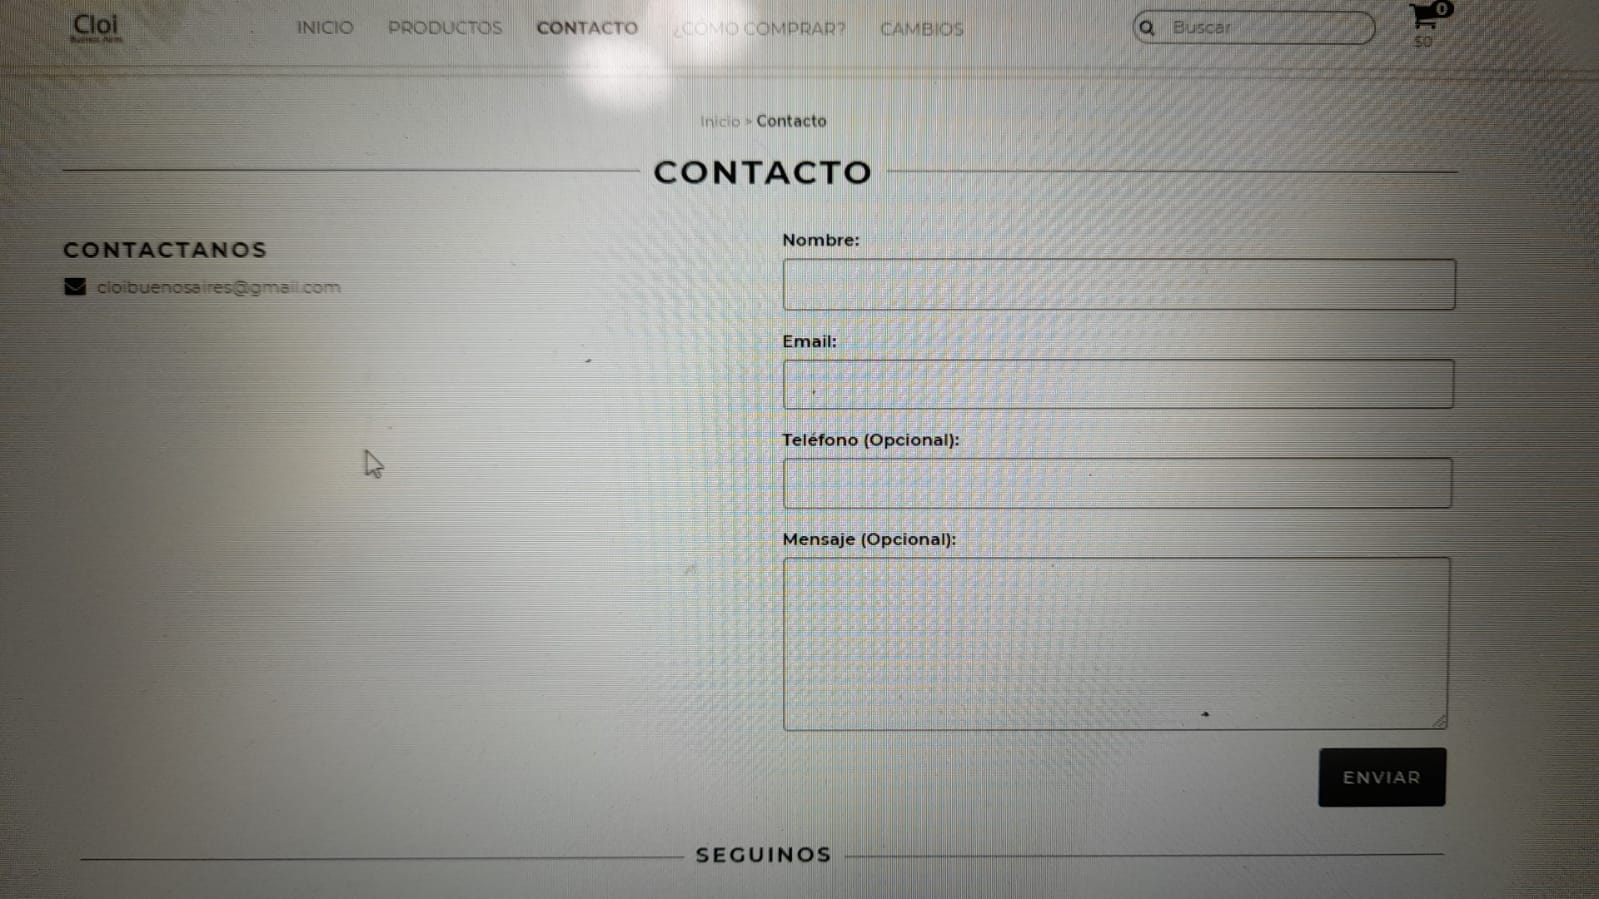 Cloi
Buenos Aires
INICIO PRODUCTOS CONTACTO ¿CÓMO COMPRAR? CAMBIOS
Buscar
0
$0
Inicio > Contacto
CONTACTO
CONTACTANOS
cloibuenosaires@gmail.com
Nombre:
Email:
Teléfono (Opcional):
Mensaje (Opcional):
ENVIAR
SEGUINOS